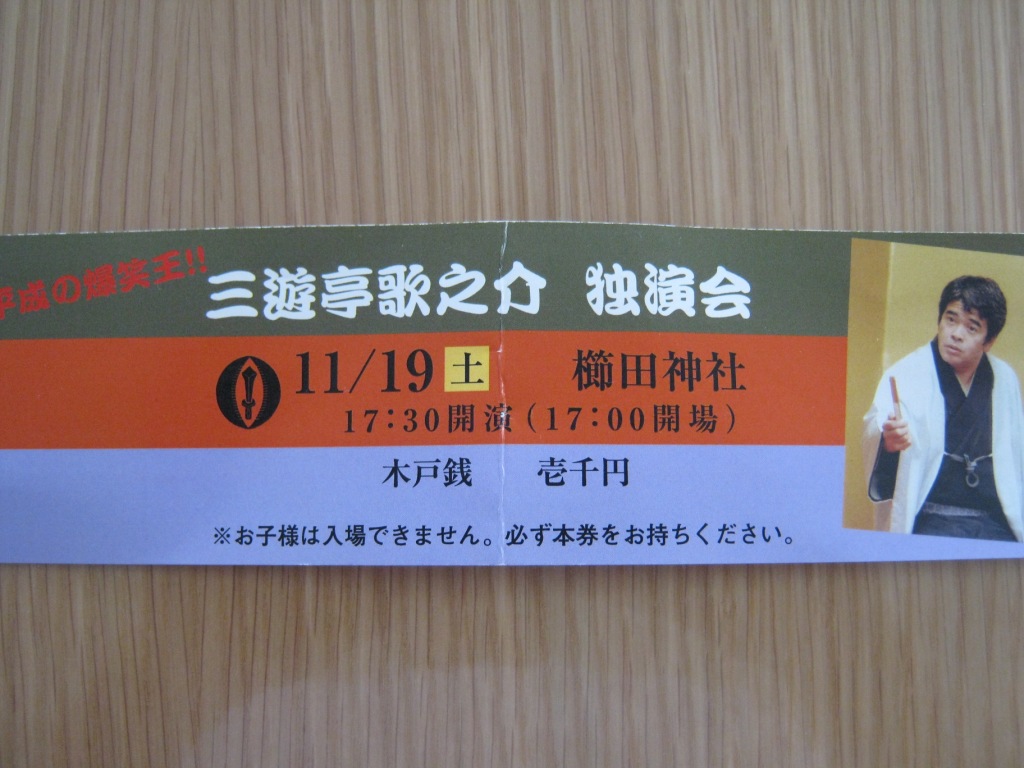 平成の爆笑王!!
三遊亭歌之介 独演会
11/19 土 櫛田神社
17:30開演(17:00開場)
木戸銭 壱千円
※お子様は入場できません。必ず本券をお持ちください。